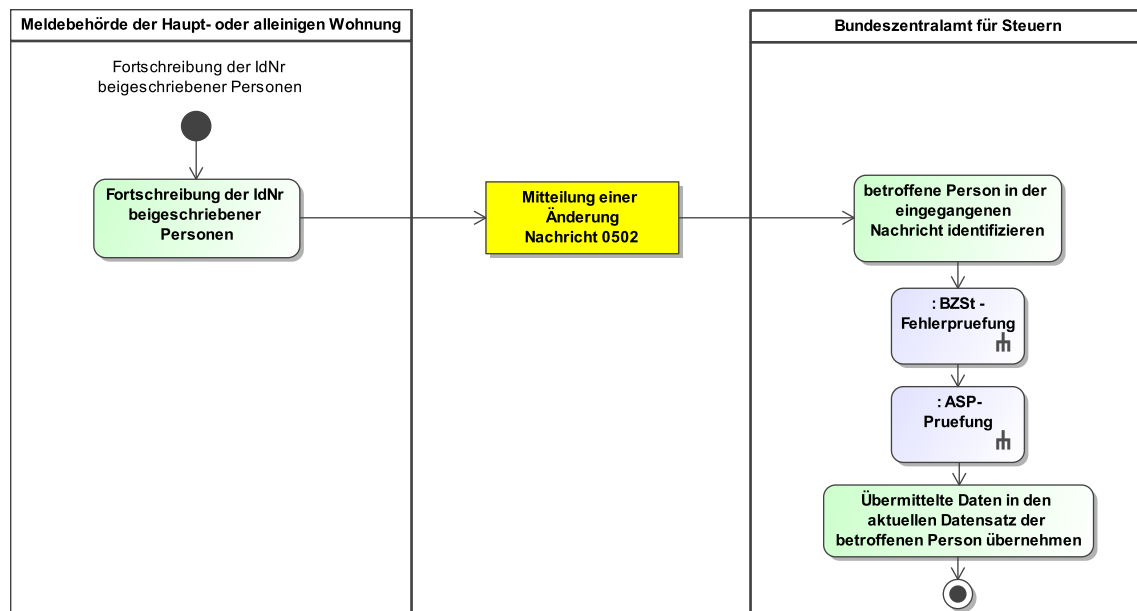 Meldebehörde der Haupt- oder alleinigen Wohnung
Fortschreibung der IdNr
beigeschriebener Personen
Fortschreibung der IdNr
beigeschriebener
Personen
Mitteilung einer
Änderung
Nachricht 0502
Bundeszentralamt für Steuern
betroffene Person in der
eingegangenen
Nachricht identifizieren
: BZSt -
Fehlerpruefung
: ASP-
Pruefung
Übermittelte Daten in den
aktuellen Datensatz der
betroffenen Person übernehmen